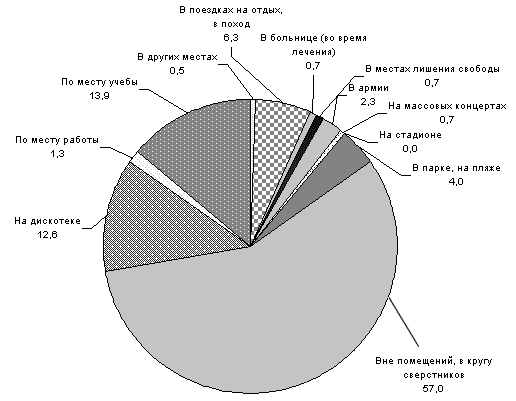 В поездках на отдых,
в поход
6,3
В больнице (во время
лечения)
0,7
В местах лишения свободы
0,7
В армии
2,3
На массовых концертах
0,7
На стадионе
0,0
В парке, на пляже
4,0
Вне помещений, в кругу
сверстников
57,0
На дискотеке
12,6
По месту работы
1,3
По месту учебы
13,9
В других местах
0,5